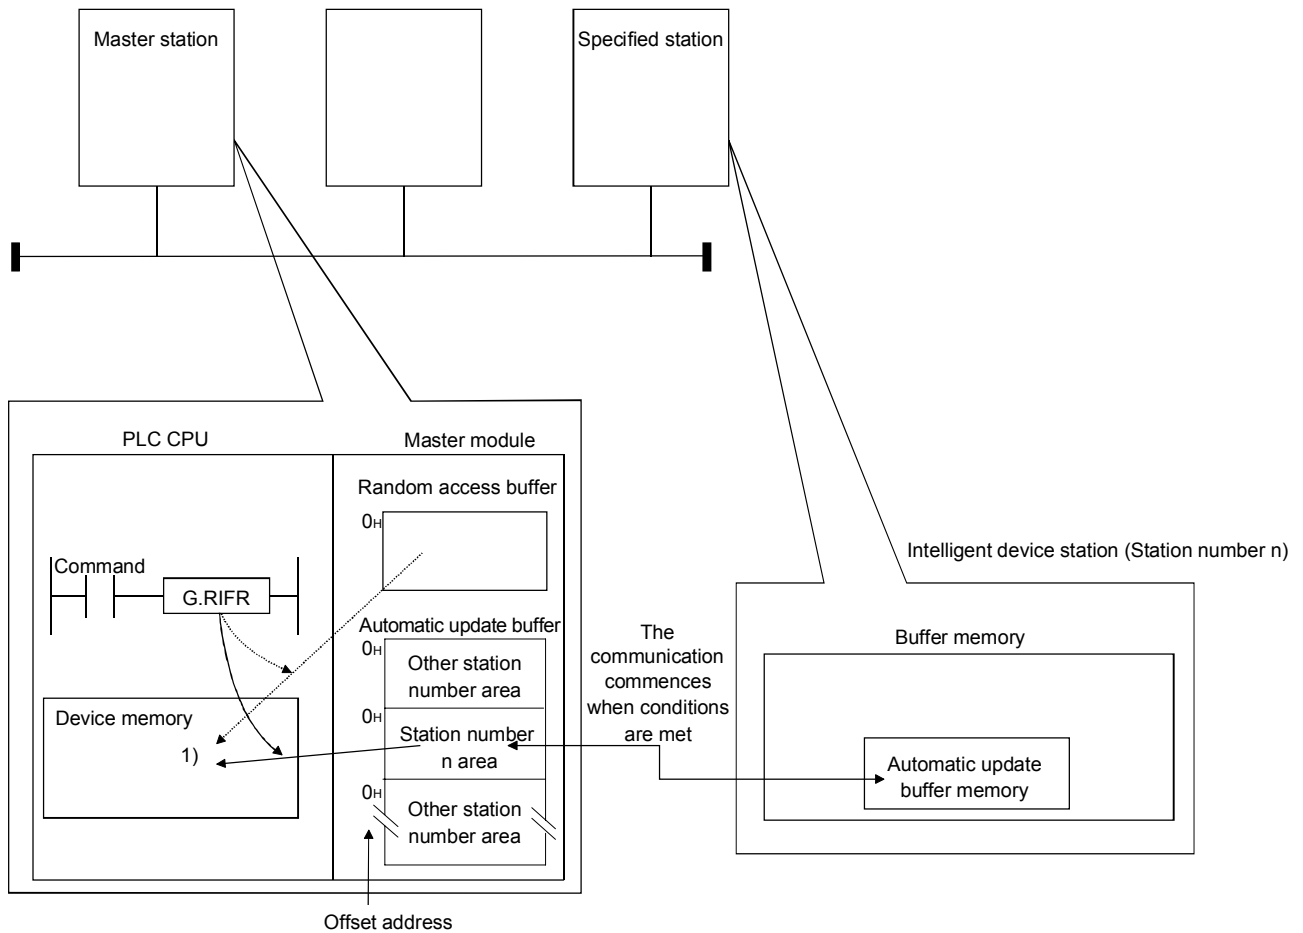 Master station
Specified station
PLC CPU
Master module
Random access buffer
0H
Command
G.RIFR
Automatic update buffer
0H
Other station
number area
Device memory
1)
0H
Station number
n area
0H
Other station
number area
Offset address
The
communication
commences
when conditions
are met
Intelligent device station (Station number n)
Buffer memory
Automatic update
buffer memory